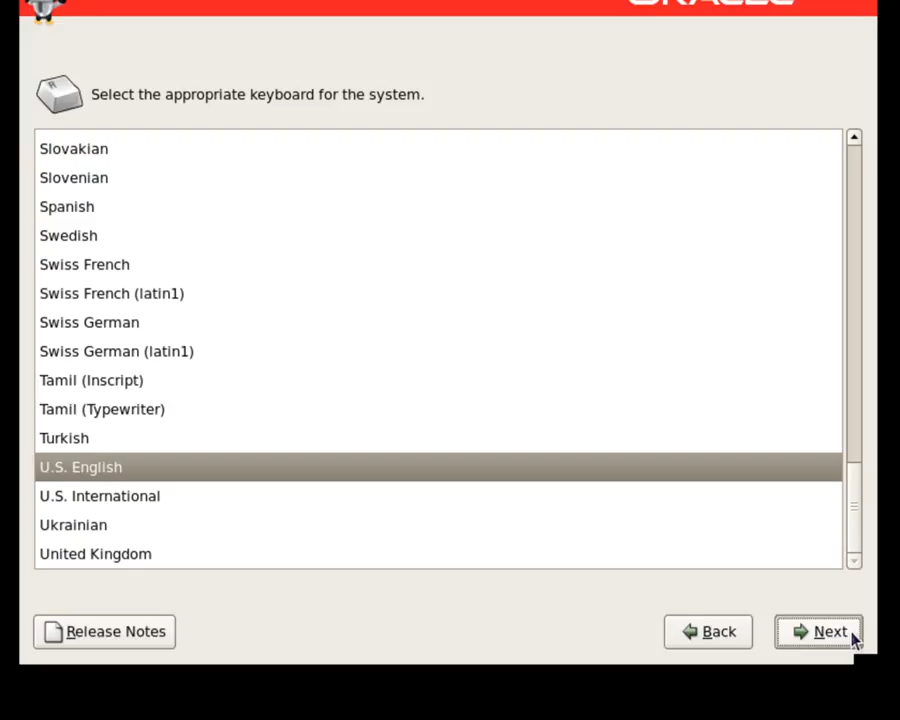 ORACLE
Select the appropriate keyboard for the system.
Slovakian
Slovenian
Spanish
Swedish
Swiss French
Swiss French (latin1)
Swiss German
Swiss German (latin1)
Tamil (Inscript)
Tamil (Typewriter)
Turkish
U.S. English
U.S. International
Ukrainian
United Kingdom
Release Notes
Back
Next